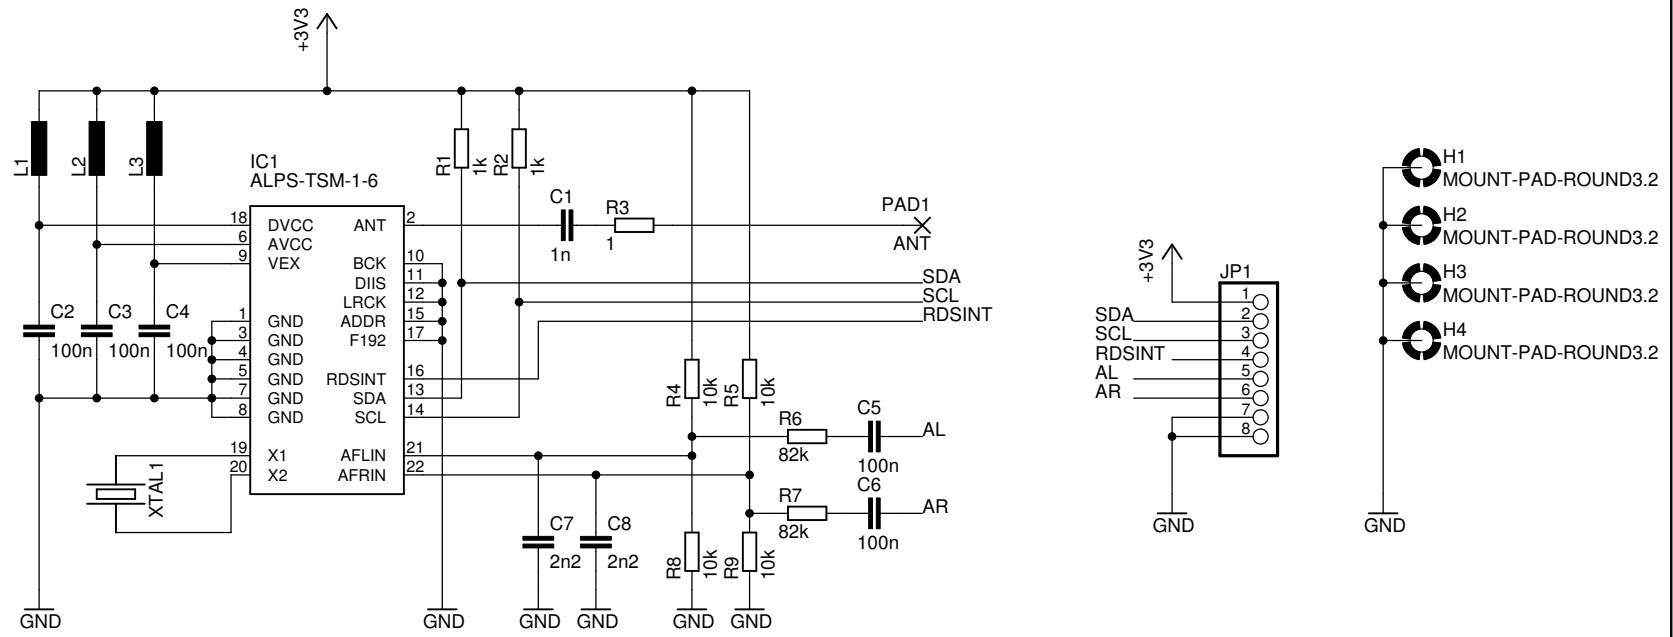 +3V3
L1
L2
L3
IC1
ALPS-TSM-1-6
R1
1k
R2
1k
C1
1n
R3
1
PAD1
ANT
18 DVCC ANT 2
6 AVCC
9 VEX BCK 10
DIIS 11
LRCK 12
1 GND ADDR 15
3 GND F192 17
4 GND
5 GND RDSINT 16
7 GND SDA 13
8 GND SCL 14
19 X1 AFLIN 21
20 X2 AFRIN 22
SDA
SCL
RDSINT
C2
100n
C3
100n
C4
100n
XTAL1
R4
10k
R5
10k
R6
82k
C5
100n
AL
R7
82k
C6
100n
AR
C7
2n2
C8
2n2
R8
10k
R9
10k
GND
GND
GND
GND
GND
GND
+3V3
JP1
1
SDA 2
SCL 3
RDSINT 4
AL 5
AR 6
7
8
GND
H1
MOUNT-PAD-ROUND3.2
H2
MOUNT-PAD-ROUND3.2
H3
MOUNT-PAD-ROUND3.2
H4
MOUNT-PAD-ROUND3.2
GND